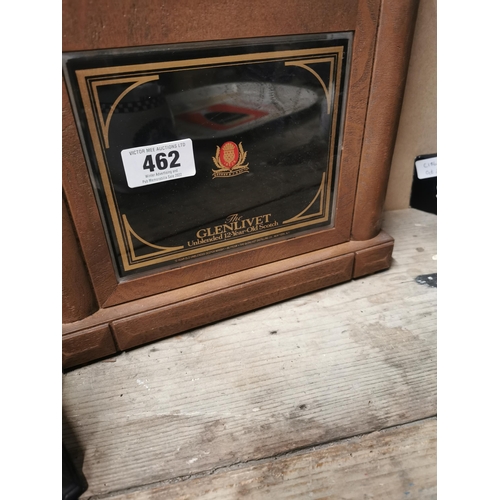 VICTOR MEE AUCTIONS LTD
462
The
GLENLIVET
Unblended 12-Year-Old Scotch